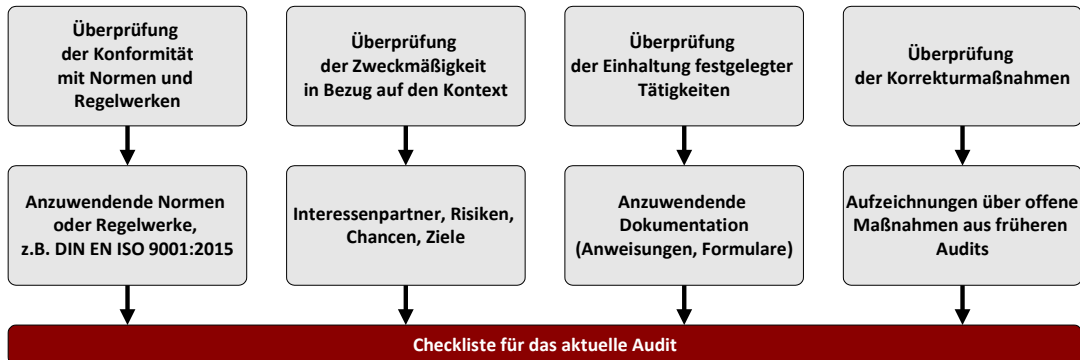 Überprüfung
der Konformität
mit Normen und
Regelwerken
Überprüfung
der Zweckmäßigkeit
in Bezug auf den Kontext
Überprüfung
der Einhaltung festgelegter
Tätigkeiten
Überprüfung
der Korrekturmaßnahmen
Anzuwendende Normen
oder Regelwerke,
z.B. DIN EN ISO 9001:2015
Interessenpartner, Risiken,
Chancen, Ziele
Anzuwendende
Dokumentation
(Anweisungen, Formulare)
Aufzeichnungen über offene
Maßnahmen aus früheren
Audits
Checkliste für das aktuelle Audit